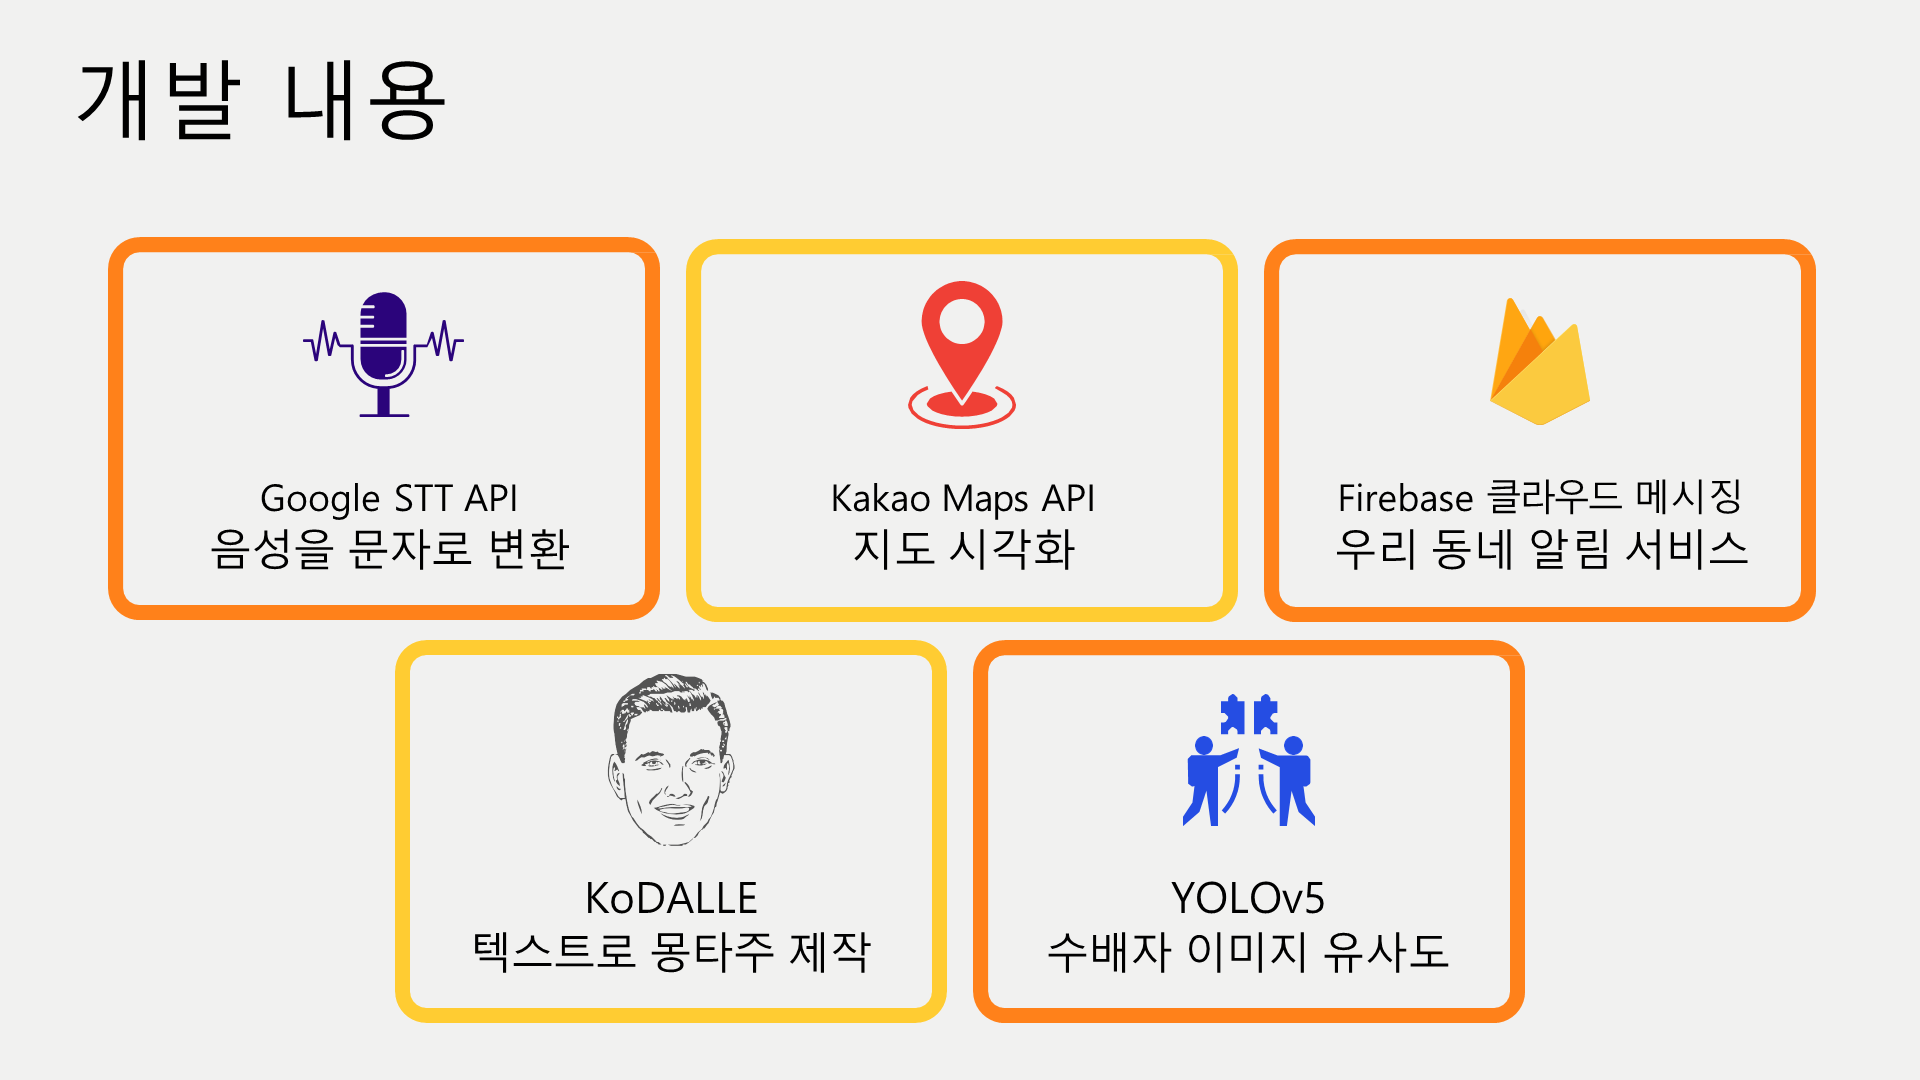 개발 내용
Google STT API
음성을 문자로 변환
Kakao Maps API
지도 시각화
Firebase 클라우드 메시징
우리 동네 알림 서비스
KoDALLE
텍스트로 몽타주 제작
YOLOv5
수배자 이미지 유사도